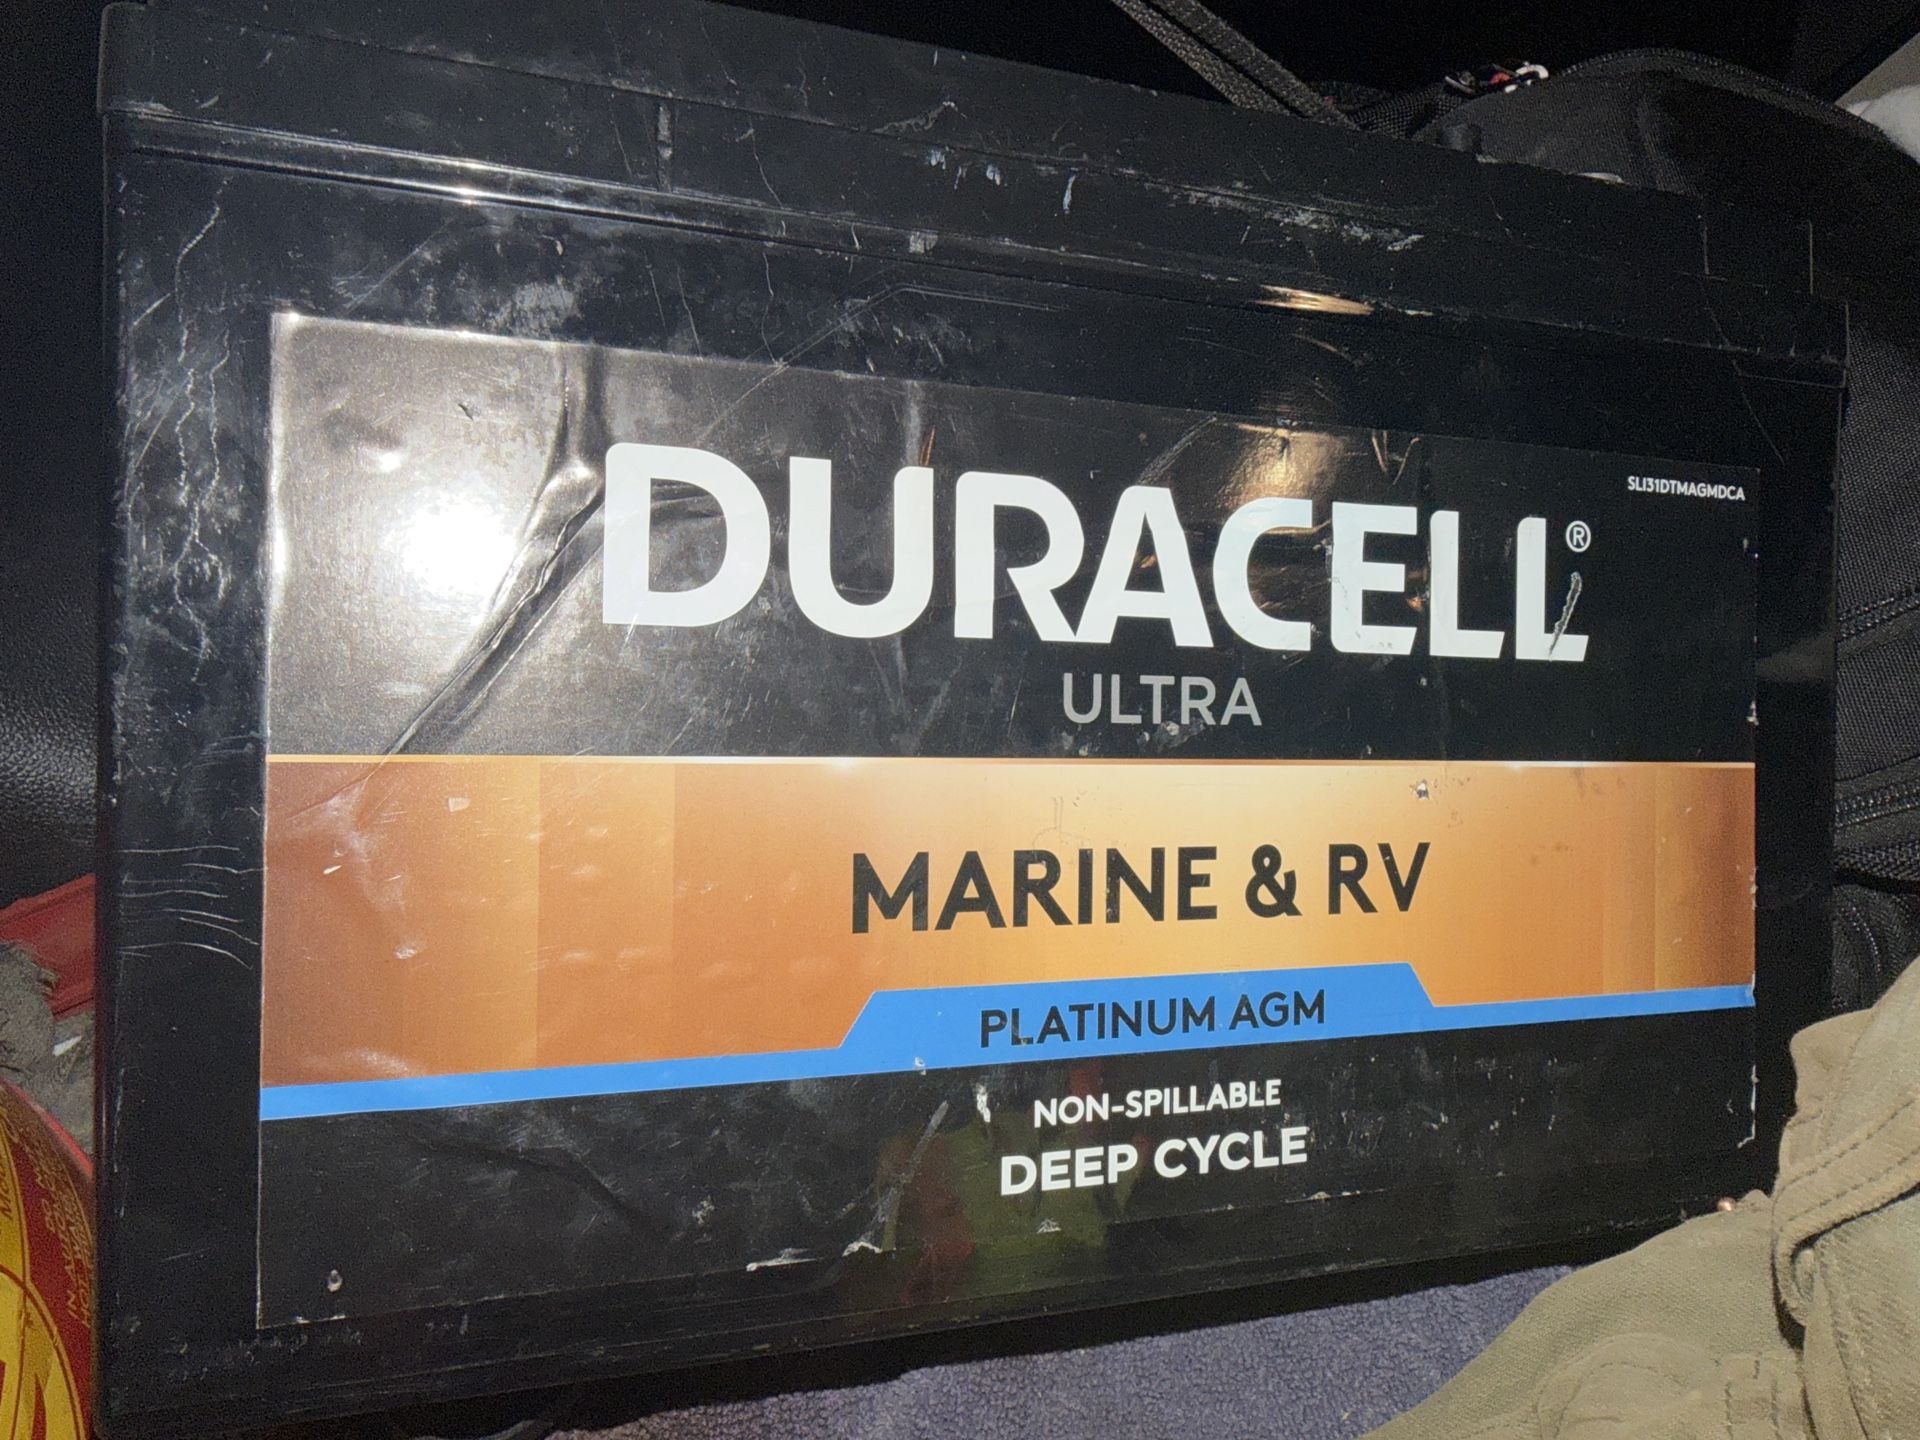 SLI31DTMAGMDCA
DURACELL®
ULTRA
MARINE & RV
PLATINUM AGM
NON-SPILLABLE
DEEP CYCLE